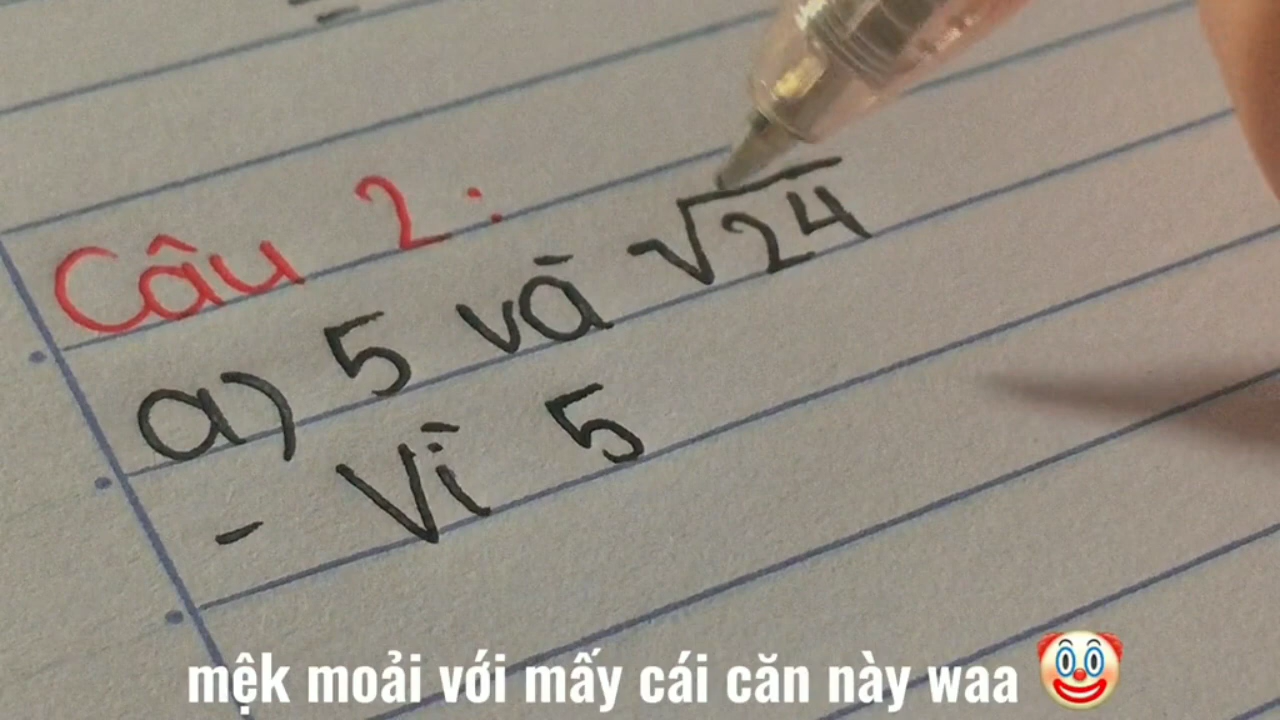 Câu 2:
a) 5 và √24
- Vì 5
mệk moải với mấy cái căn này waa 🤡